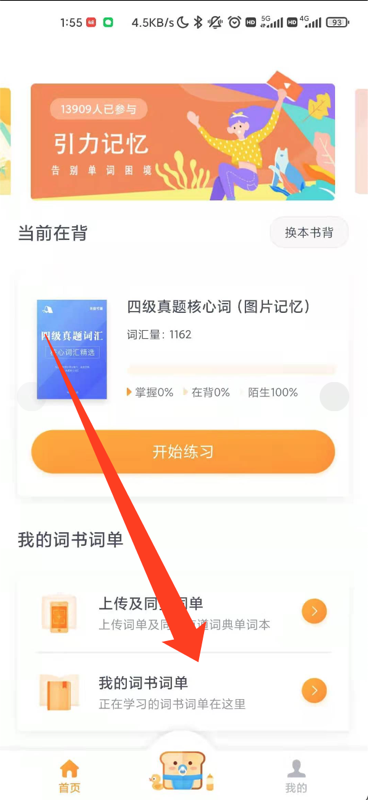 1:55
4.5KB/s
5G
4G
93
13909人已参与
引力记忆
告别单词困境
当前在背
换本书背
四级真题词汇
核心词汇精选
四级真题核心词（图片记忆）
词汇量：1162
掌握0%
在背0%
陌生100%
开始练习
我的词书词单
上传及同 词单
上传词单及同 道词典单词本
我的词书词单
正在学习的词书词单在这里
首页
我的